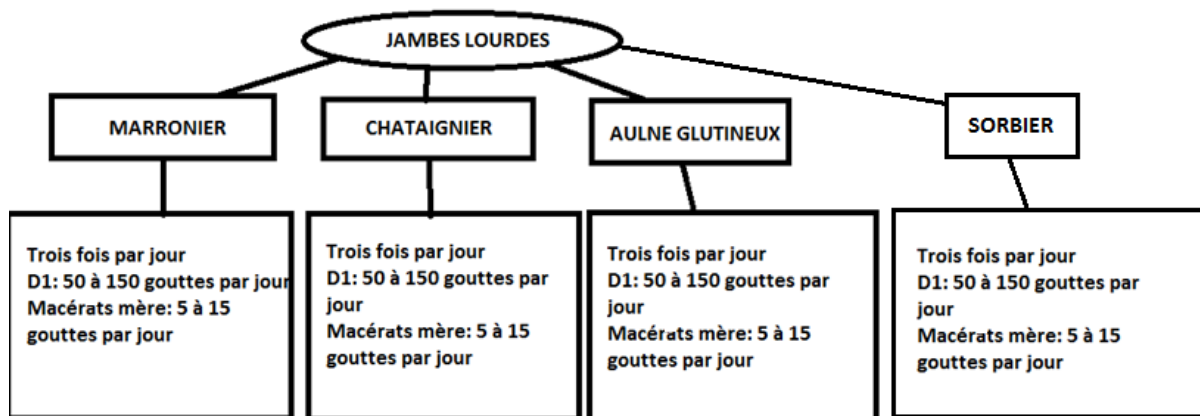 JAMBES LOURDES
MARRONIER
CHATAIGNIER
AULNE GLUTINEUX
SORBIER
Trois fois par jour
D1: 50 à 150 gouttes par jour
Macérats mère: 5 à 15
gouttes par jour
Trois fois par jour
D1: 50 à 150 gouttes par
jour
Macérats mère: 5 à 15
gouttes par jour
Trois fois par jour
D1: 50 à 150 gouttes par
jour
Macérats mère: 5 à 15
gouttes par jour
Trois fois par jour
D1: 50 à 150 gouttes par
jour
Macérats mère: 5 à 15
gouttes par jour